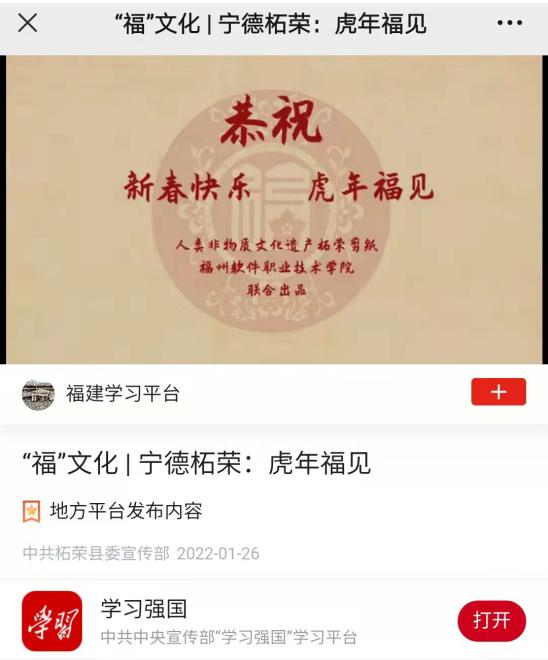 “福”文化 | 宁德柘荣：虎年福见
恭祝
新春快乐 虎年福见
人类非物质文化遗产柘荣剪纸
福州软件职业技术学院
联合出品
福建学习平台
“福”文化 | 宁德柘荣：虎年福见
地方平台发布内容
中共柘荣县委宣传部 2022-01-26
学习强国
学習
中共中央宣传部“学习强国”学习平台
打开